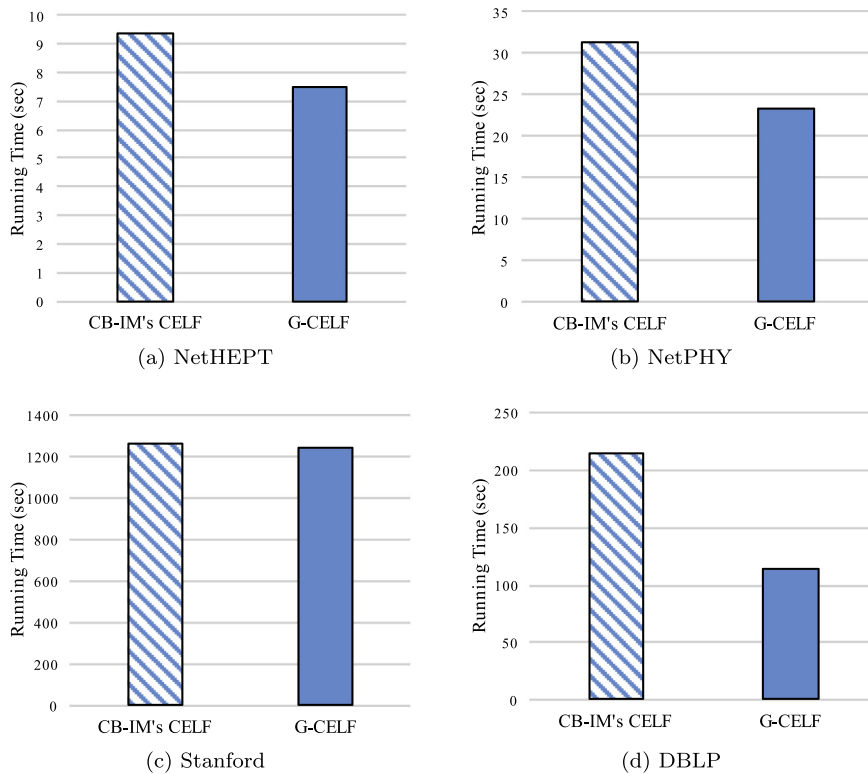 10
9
8
7
6
5
4
3
2
1
0
Running Time (sec)
CB-IM's CELF G-CELF
(a) NetHEPT
35
30
25
20
15
10
5
0
Running Time (sec)
CB-IM's CELF G-CELF
(b) NetPHY
1400
1200
1000
800
600
400
200
0
Running Time (sec)
CB-IM's CELF G-CELF
(c) Stanford
250
200
150
100
50
0
Running Time (sec)
CB-IM's CELF G-CELF
(d) DBLP